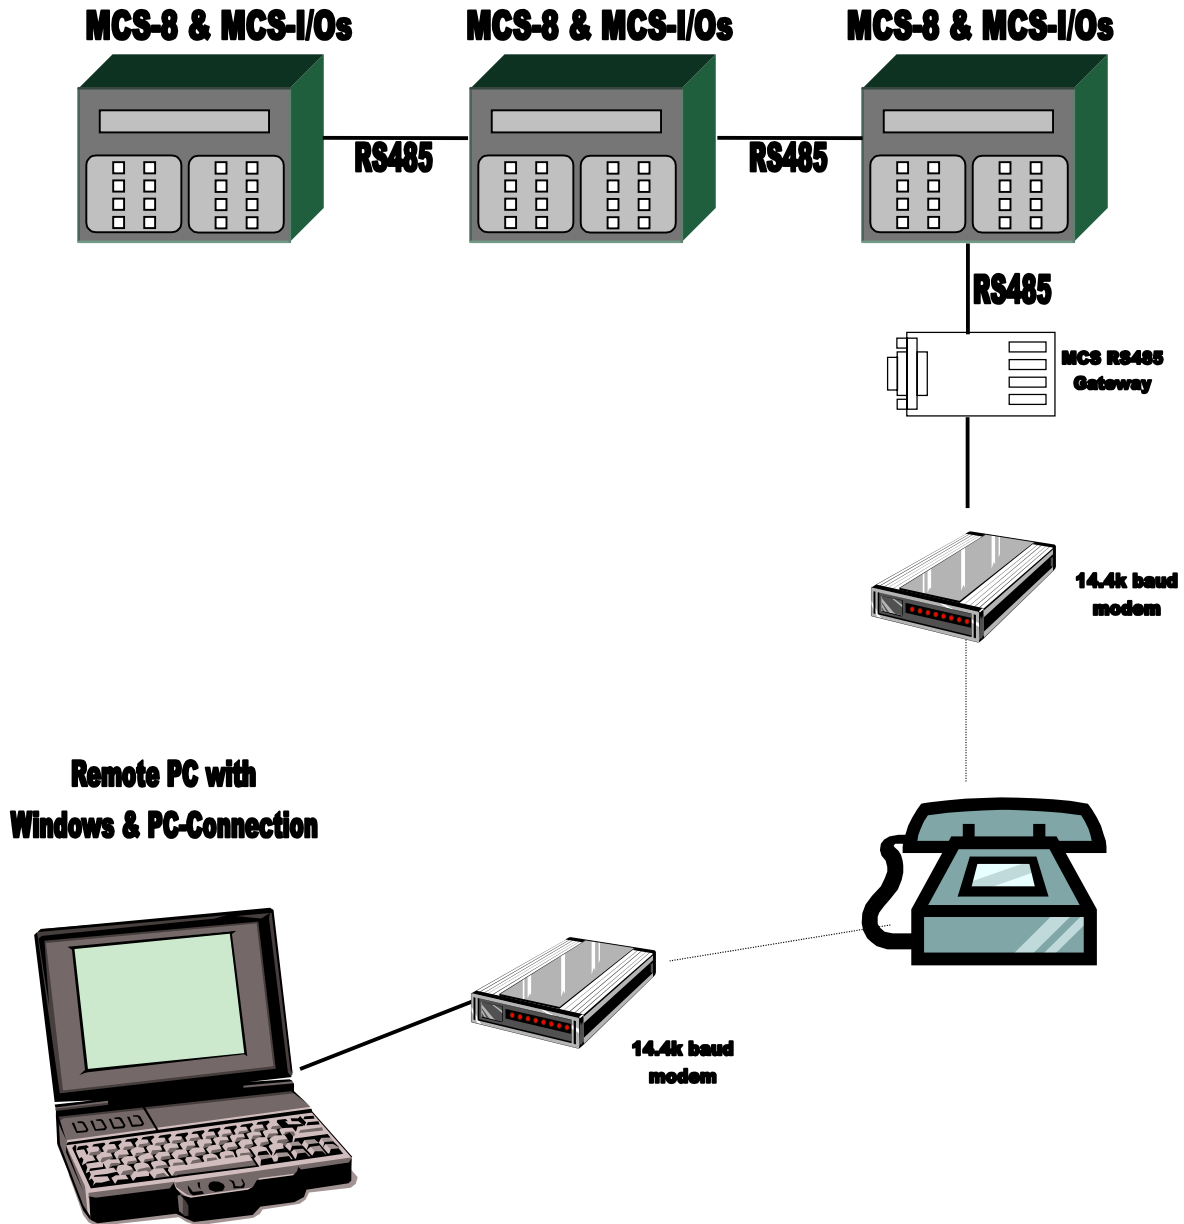 MCS-8 & MCS-I/Os
MCS-8 & MCS-I/Os
MCS-8 & MCS-I/Os
RS485
RS485
RS485
MCS RS485
Gateway
14.4k baud
modem
Remote PC with
Windows & PC-Connection
14.4k baud
modem